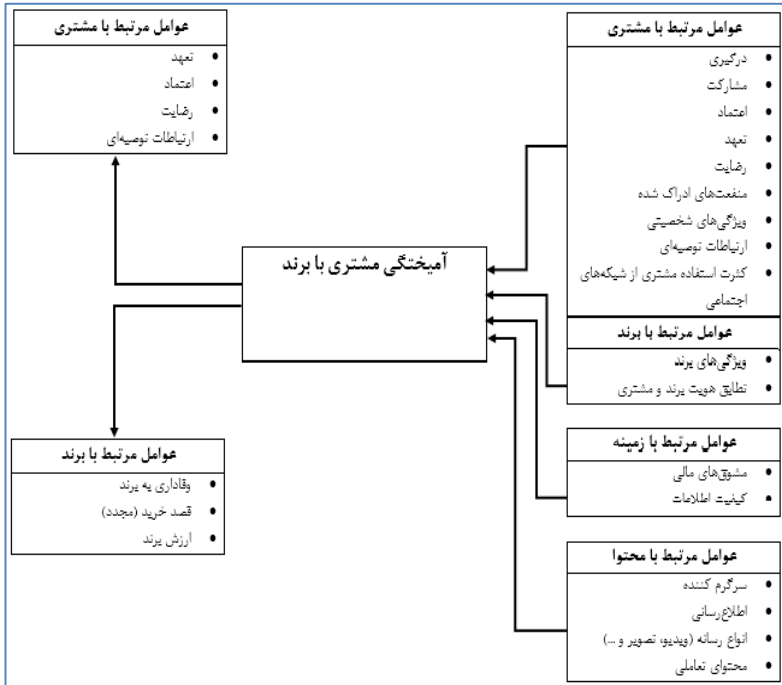 عوامل مرتبط با مشتری
درگیری
مشارکت
اعتماد
تعهد
رضایت
منفعت‌های ادراک شده
ویژگی‌های شخصیتی
ارتباطات توصیه‌ای
کثرت استفاده مشتری از شبکه‌های
اجتماعی
عوامل مرتبط با برند
ویژگی‌های برند
تطابق هویت برند و مشتری
عوامل مرتبط با زمینه
مشوق‌های مالی
کیفیت اطلاعات
عوامل مرتبط با محتوا
سرگرم کننده
اطلاع‌رسانی
انواع رسانه (ویدیو، تصویر و ...)
محتوای تعاملی
آمیختگی مشتری با برند
عوامل مرتبط با مشتری
تعهد
اعتماد
رضایت
ارتباطات توصیه‌ای
عوامل مرتبط با برند
وفاداری به برند
قصد خرید (مجدد)
ارزش برند